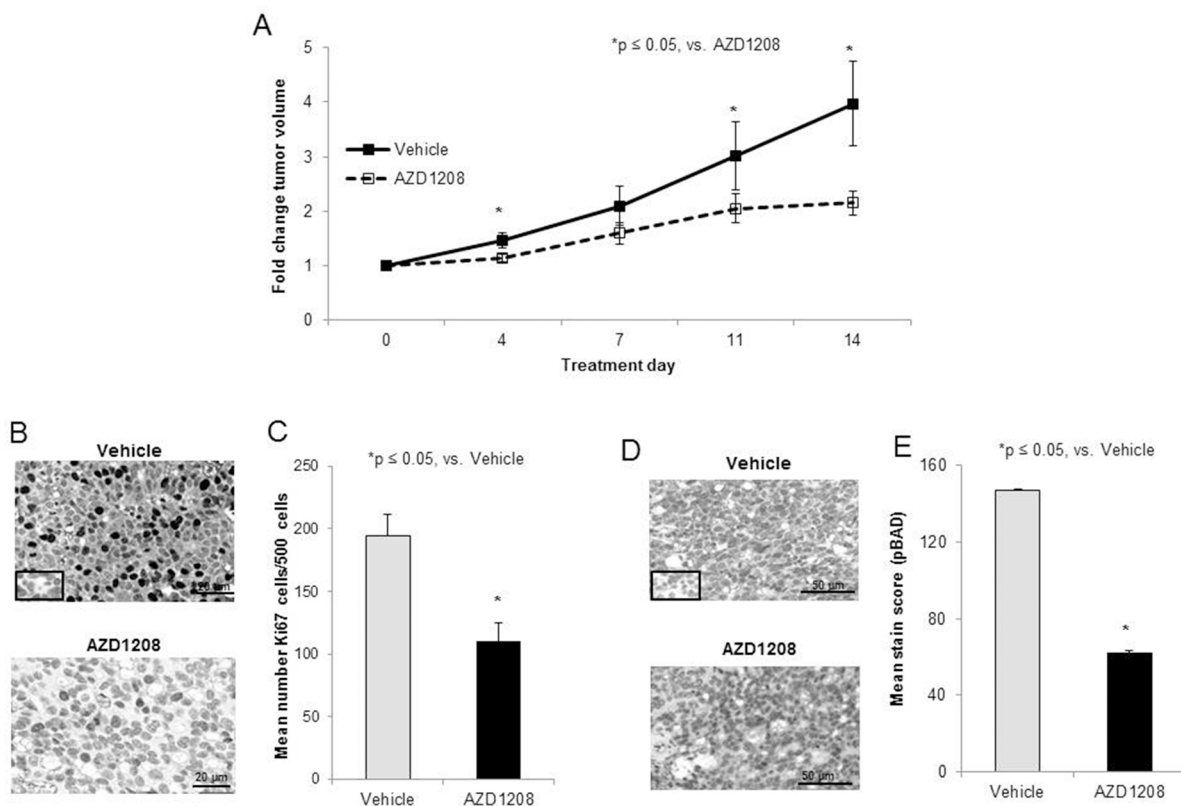 A
*p ≤ 0.05, vs. AZD1208
Fold change tumor volume
5
4
3
2
1
0
*
*
*
Vehicle
AZD1208
0 4 7 11 14
Treatment day
B
Vehicle
20 µm
AZD1208
20 µm
C
*p ≤ 0.05, vs. Vehicle
Mean number Ki67 cells/500 cells
250
200
150
100
50
0
*
Vehicle AZD1208
D
Vehicle
50 µm
AZD1208
50 µm
E
*p ≤ 0.05, vs. Vehicle
Mean stain score (pBAD)
160
120
80
40
0
*
Vehicle AZD1208